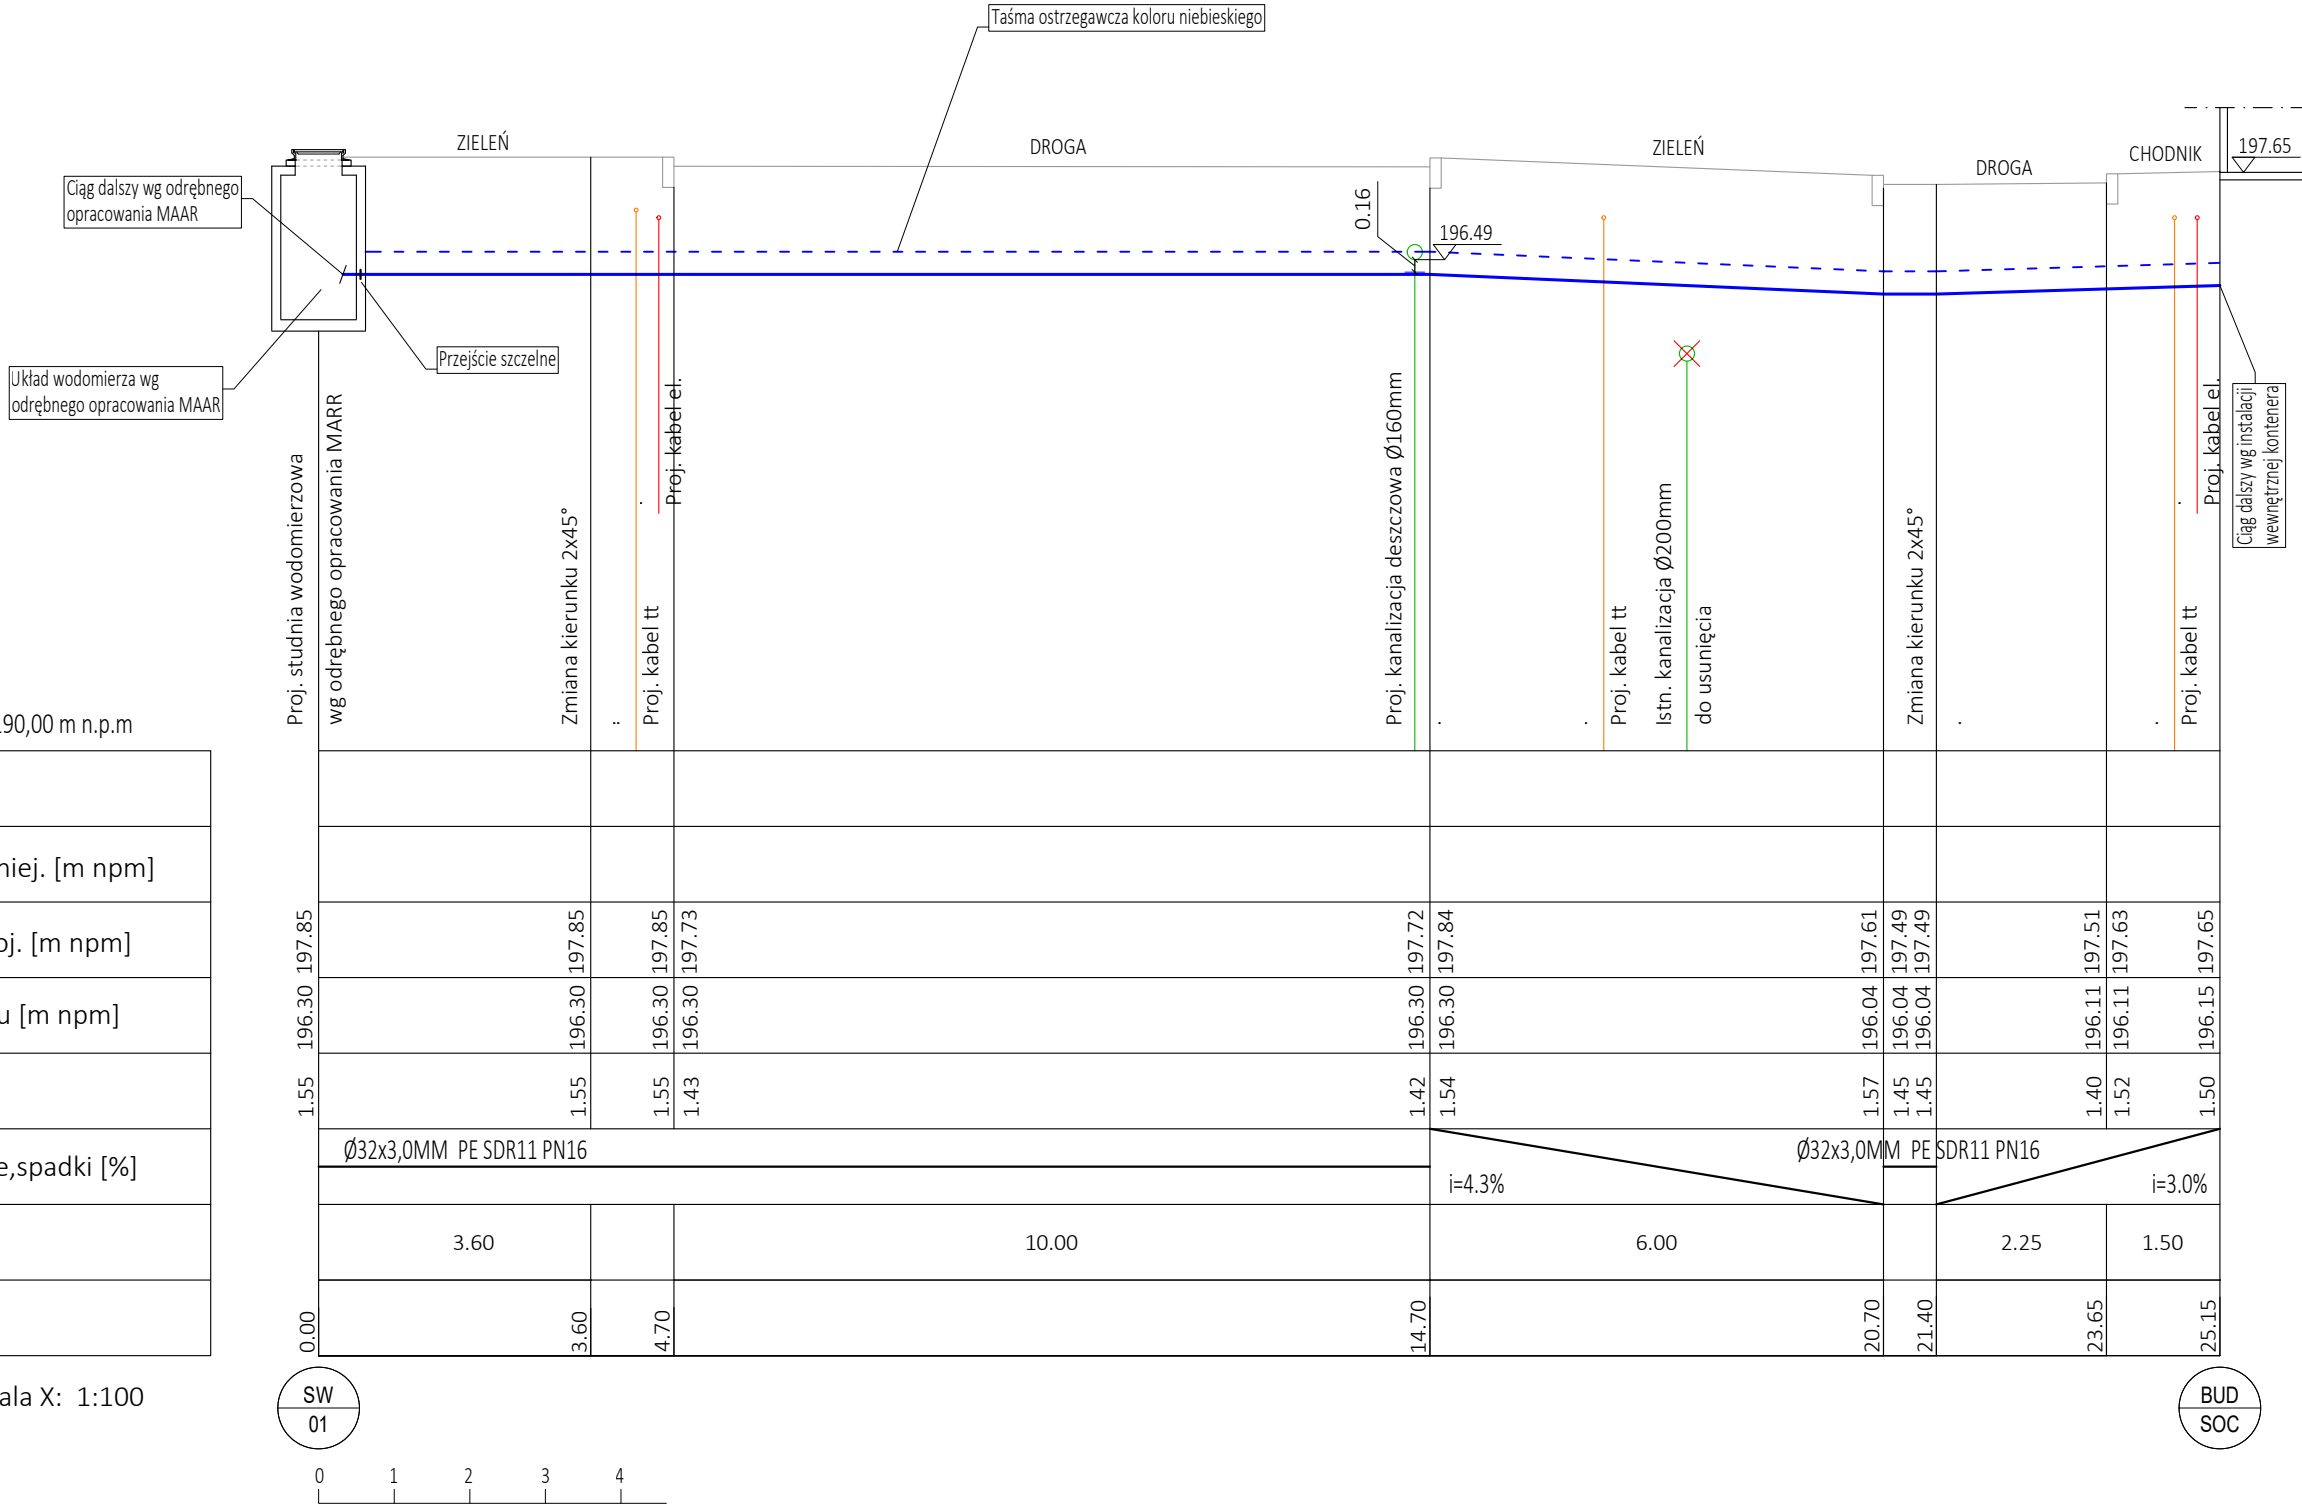 Taśma ostrzegawcza koloru niebieskiego
ZIELEŃ
DROGA
ZIELEŃ
DROGA
CHODNIK
197.65
Ciąg dalszy wg odrębnego
opracowania MAAR
0.16
196.49
Przejście szczelne
Układ wodomierza wg
odrębnego opracowania MAAR
Proj. studnia wodomierzowa
wg odrębnego opracowania MARR
Zmiana kierunku 2x45°
Proj. kabel tt
Proj. kabel el.
Proj. kanalizacja deszczowa Ø160mm
Proj. kabel tt
Istn. kanalizacja Ø200mm
do usunięcia
Zmiana kierunku 2x45°
Proj. kabel tt
Proj. kabel el.
Ciąg dalszy wg instalacji
wewnętrznej kontenera
90,00 m n.p.m
niej. [m npm]
oj. [m npm]
197.85 197.85 197.85 197.73 197.72 197.84 197.61 197.49 197.49 197.51 197.63 197.65
u [m npm]
196.30 196.30 196.30 196.30 196.30 196.30 196.04 196.04 196.04 196.11 196.11 196.15
1.55 1.55 1.55 1.43 1.42 1.54 1.57 1.45 1.45 1.40 1.52 1.50
e,spadki [%]
Ø32x3,0MM PE SDR11 PN16
Ø32x3,0MM PE SDR11 PN16
i=4.3%
i=3.0%
3.60 10.00 6.00 2.25 1.50
0.00 3.60 4.70 14.70 20.70 21.40 23.65 25.15
ala X: 1:100
SW
01
BUD
SOC
0 1 2 3 4